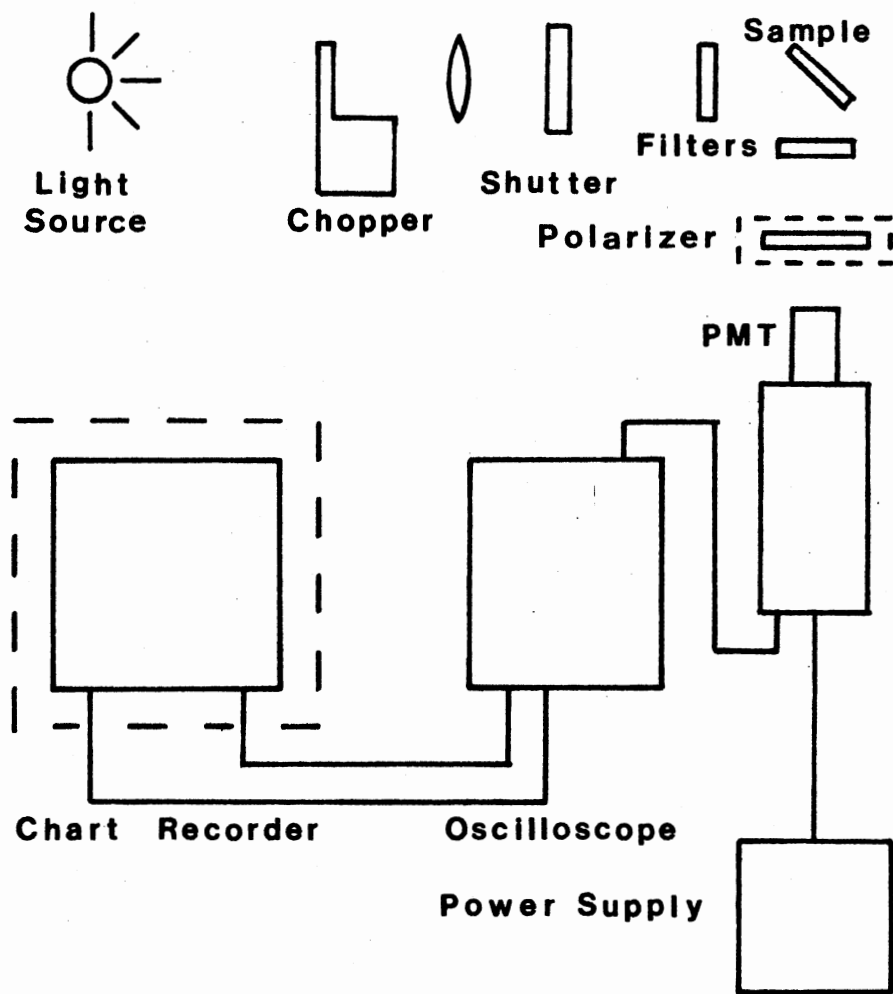 Sample
Filters
Light
Source
Chopper
Shutter
Polarizer
PMT
Chart Recorder
Oscilloscope
Power Supply